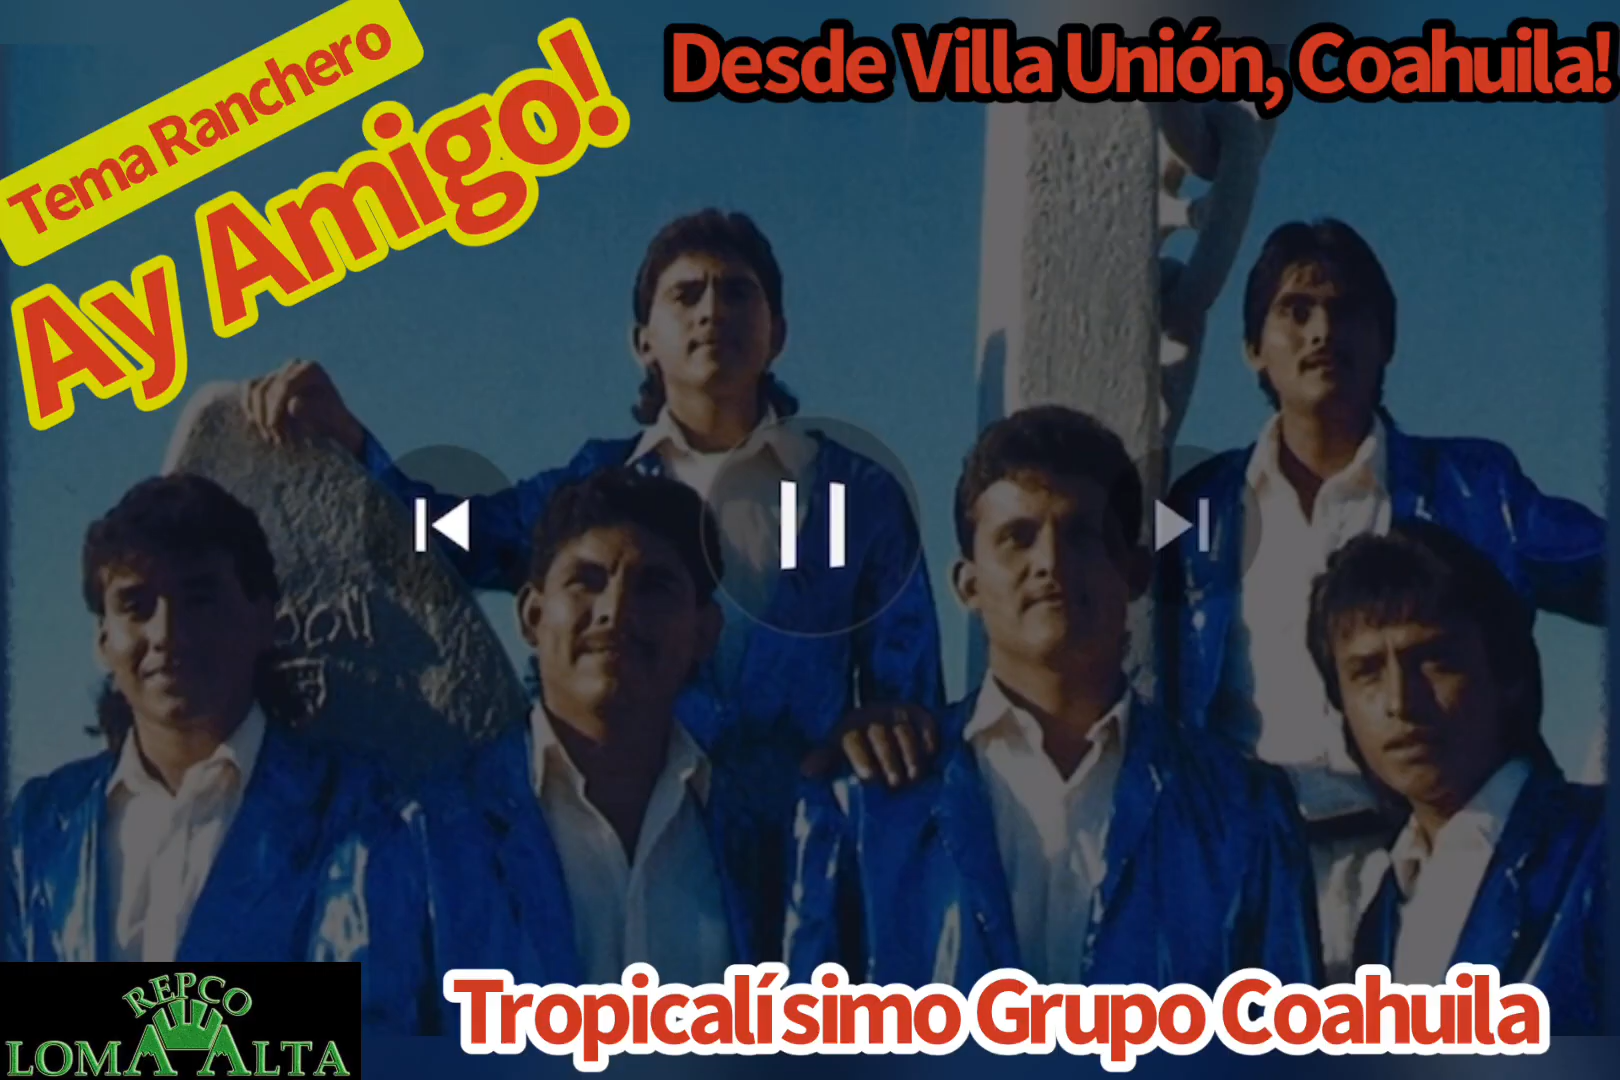 Tema Ranchero
Ay Amigo!
Desde Villa Unión, Coahuila!
REPCO
LOMA ALTA
Tropicalísimo Grupo Coahuila